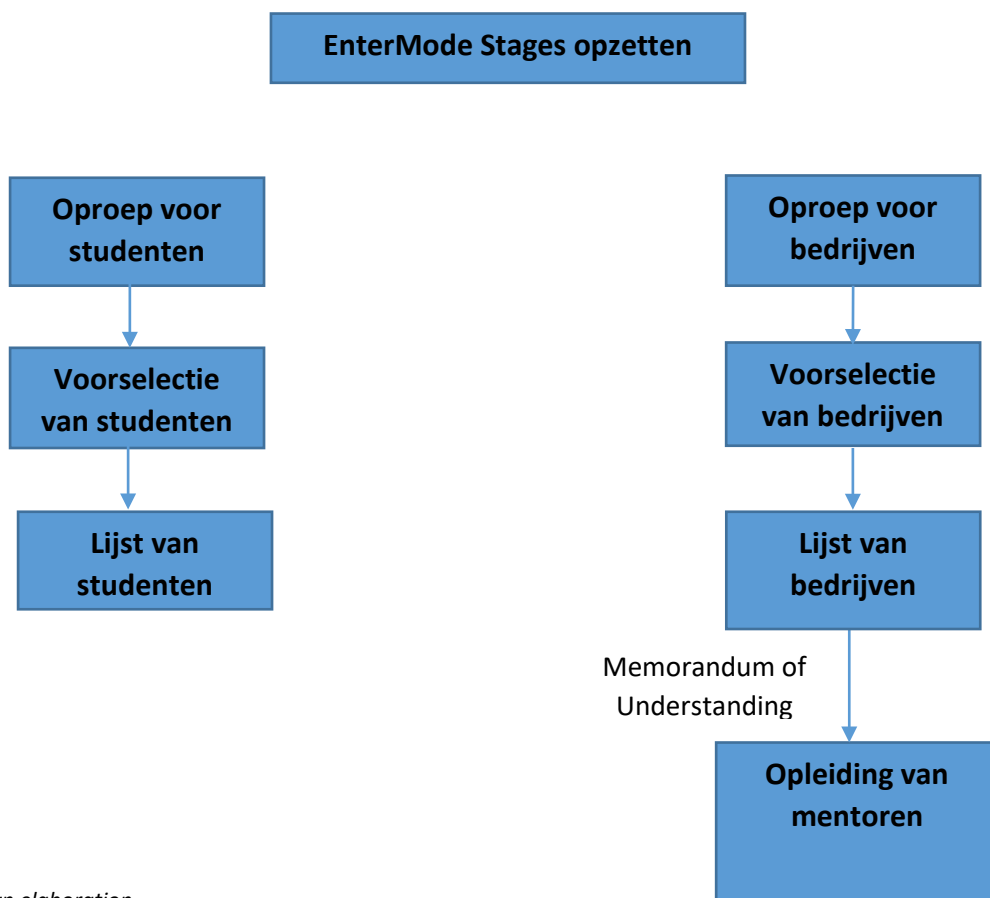 EnterMode Stages opzetten
Oproep voor
studenten
Voorselectie
van studenten
Lijst van
studenten
Oproep voor
bedrijven
Voorselectie
van bedrijven
Lijst van
bedrijven
Memorandum of
Understanding
Opleiding van
mentoren
elaboration